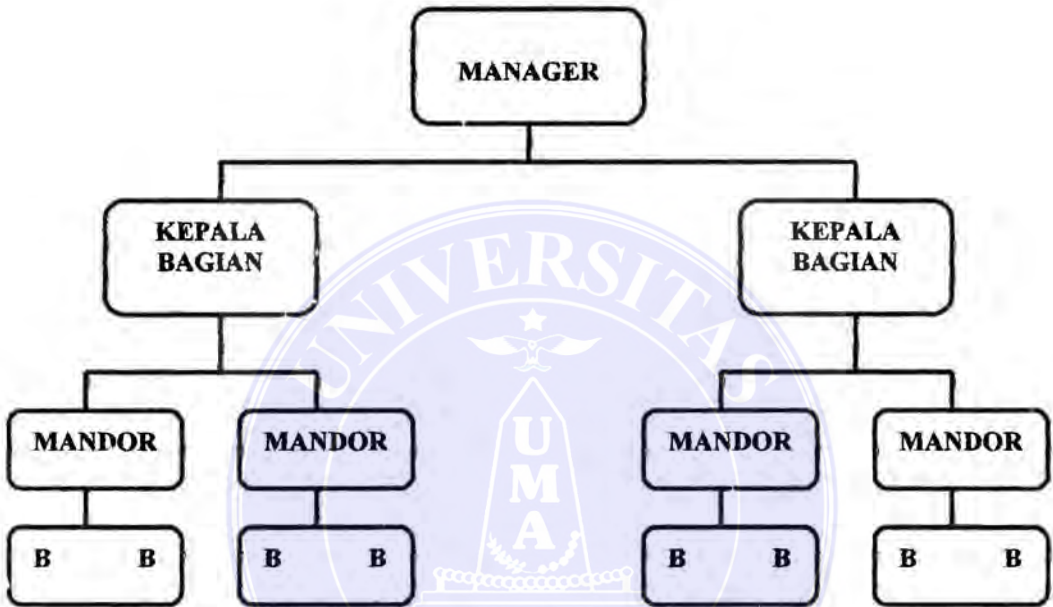 MANAGER
KEPALA
BAGIAN
KEPALA
BAGIAN
MANDOR
MANDOR
MANDOR
MANDOR
B B
B B
B B
B B
UNIVERSITAS
U
M
A